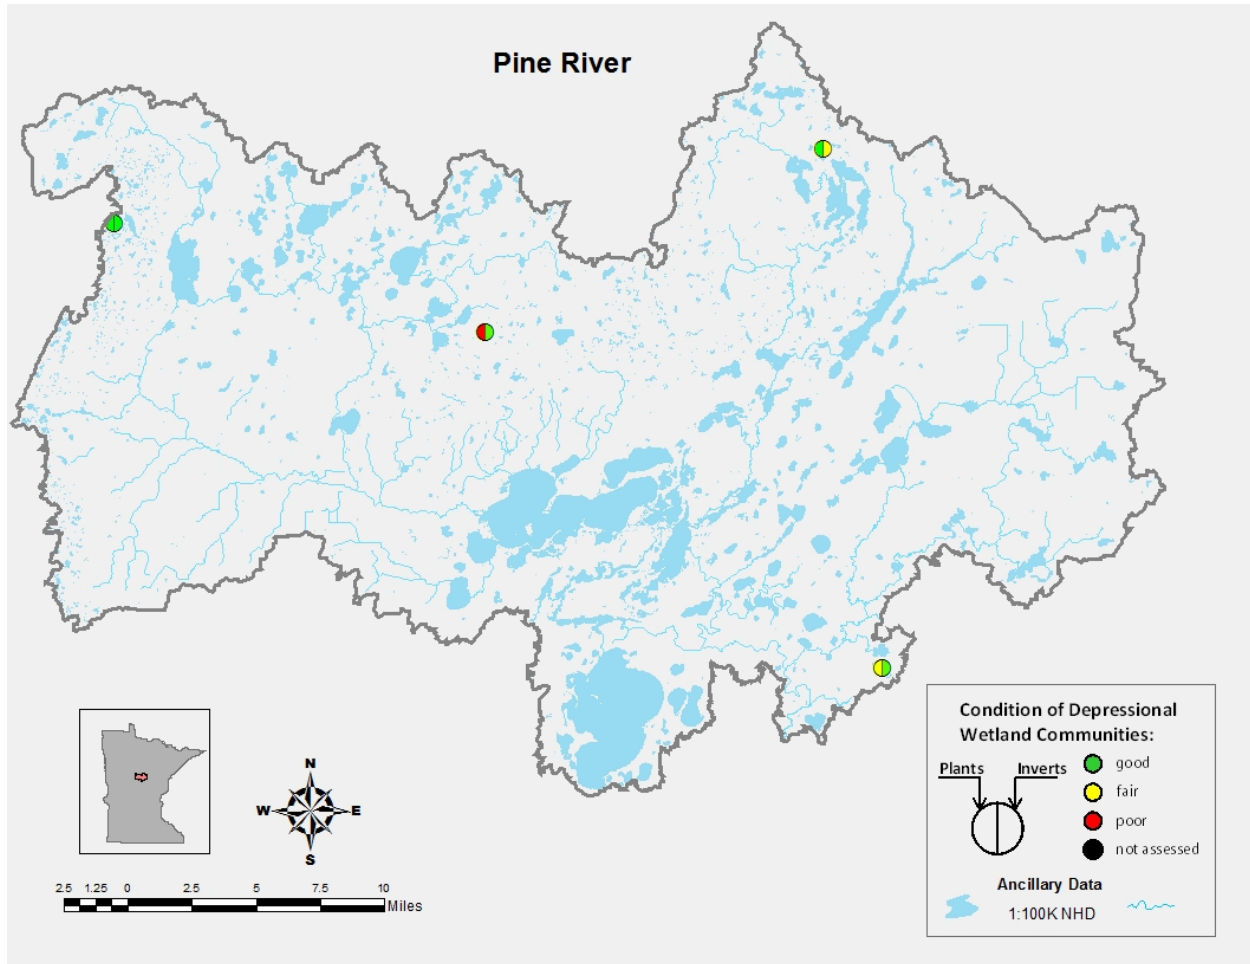 Pine River
Condition of Depressional
Wetland Communities:
Plants
Inverts
good
fair
poor
not assessed
Ancillary Data
1:100K NHD
N
W
E
S
2.5 1.25 0 2.5 5 7.5 10
Miles